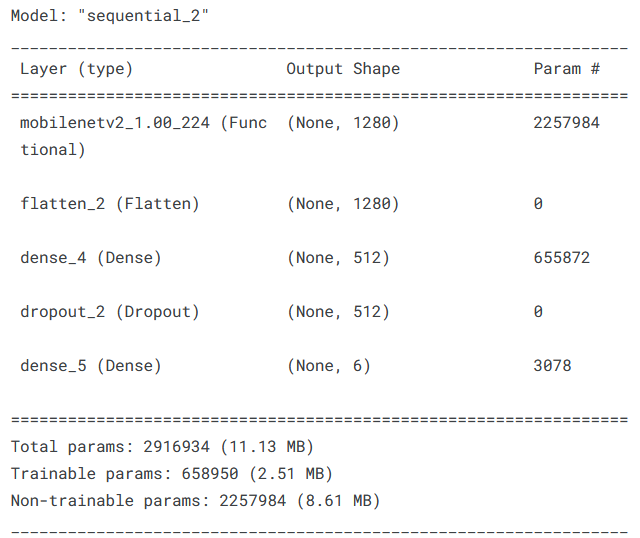 Model: "sequential_2"
_________________________________________________________________
Layer (type) Output Shape Param #
=================================================================
mobilenetv2_1.00_224 (Func (None, 1280) 2257984
tional)
flatten_2 (Flatten) (None, 1280) 0
dense_4 (Dense) (None, 512) 655872
dropout_2 (Dropout) (None, 512) 0
dense_5 (Dense) (None, 6) 3078
=================================================================
Total params: 2916934 (11.13 MB)
Trainable params: 658950 (2.51 MB)
Non-trainable params: 2257984 (8.61 MB)
_________________________________________________________________